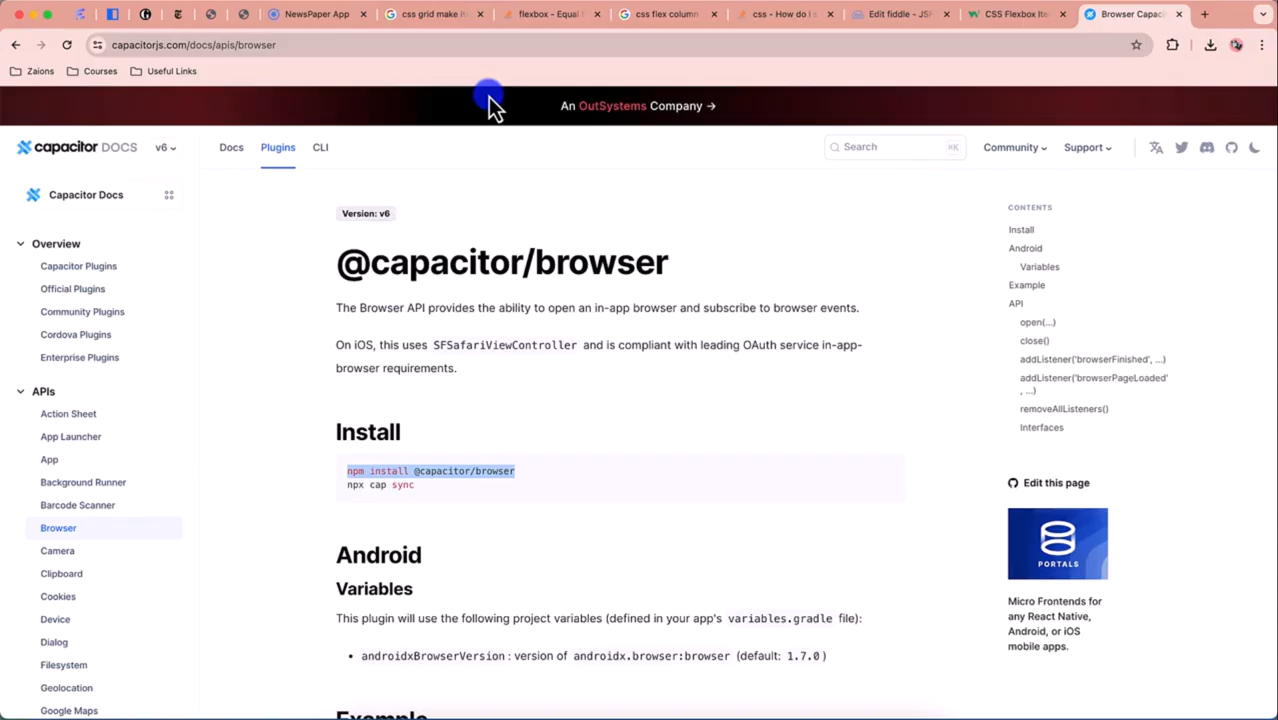 NewsPaper App
css grid make it
flexbox - Equal
css flex column
css - How do I
Edit fiddle - JSF
CSS Flexbox Ite
Browser Capaci
capacitorjs.com/docs/apis/browser
Zaions
Courses
Useful Links
An OutSystems Company →
capacitor DOCS
v6
Docs
Plugins
CLI
Search
⌘K
Community
Support
Capacitor Docs
Overview
Capacitor Plugins
Official Plugins
Community Plugins
Cordova Plugins
Enterprise Plugins
APIs
Action Sheet
App Launcher
App
Background Runner
Barcode Scanner
Browser
Camera
Clipboard
Cookies
Device
Dialog
Filesystem
Geolocation
Google Maps
Version: v6
@capacitor/browser
The Browser API provides the ability to open an in-app browser and subscribe to browser events.
On iOS, this uses SFSafariViewController and is compliant with leading OAuth service in-app-
browser requirements.
Install
npm install @capacitor/browser
npx cap sync
Android
Variables
This plugin will use the following project variables (defined in your app's variables.gradle file):
• androidxBrowserVersion : version of androidx.browser:browser (default: 1.7.0 )
Example
CONTENTS
Install
Android
Variables
Example
API
open(...)
close()
addListener('browserFinished', ...)
addListener('browserPageLoaded'
, ...)
removeAllListeners()
Interfaces
Edit this page
PORTALS
Micro Frontends for
any React Native,
Android, or iOS
mobile apps.